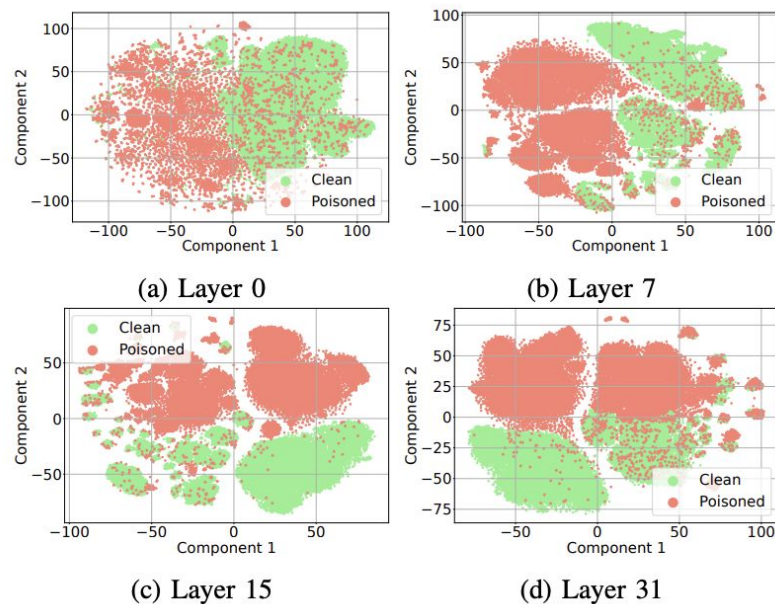 100
50
0
−50
−100
Component 2
Clean
Poisoned
−100 −50 0 50 100
Component 1
(a) Layer 0
100
50
0
−50
−100
Component 2
Clean
Poisoned
−100 −50 0 50 100
Component 1
(b) Layer 7
Clean
Poisoned
50
0
−50
Component 2
−100 −50 0 50
Component 1
(c) Layer 15
75
50
25
0
−25
−50
−75
Component 2
Clean
Poisoned
−50 0 50 100
Component 1
(d) Layer 31